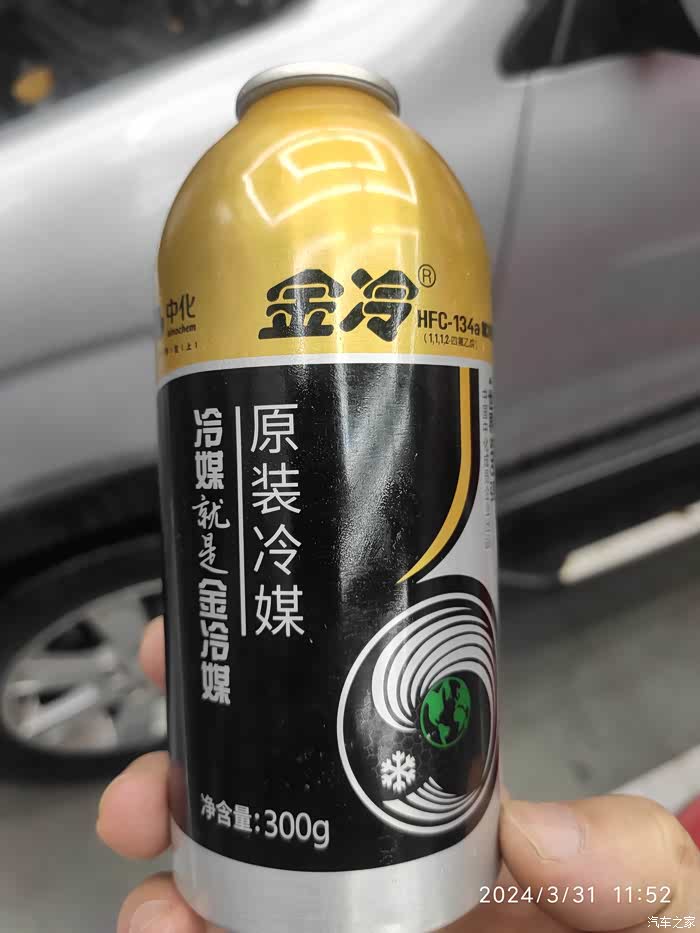 中化
sinochem
金冷®
HFC-134a
(1,1,1,2-四氟乙烷)
原装冷媒
冷媒就是金冷媒
净含量:300g
2024/3/31 11:52
汽车之家